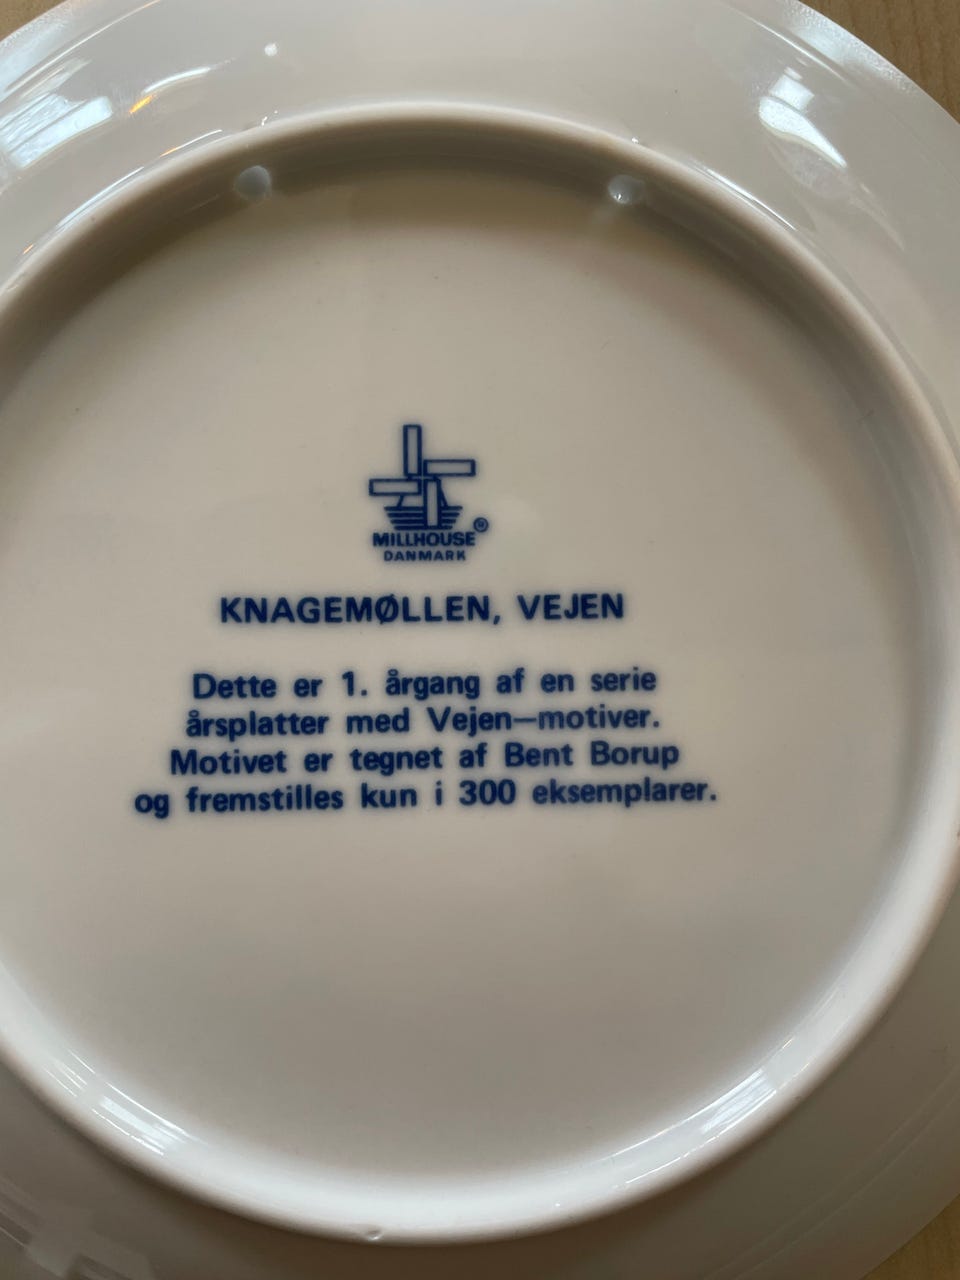 MILLHOUSE®
DANMARK
KNAGEMØLLEN, VEJEN
Dette er 1. årgang af en serie
årsplatter med Vejen—motiver.
Motivet er tegnet af Bent Borup
og fremstilles kun i 300 eksemplarer.